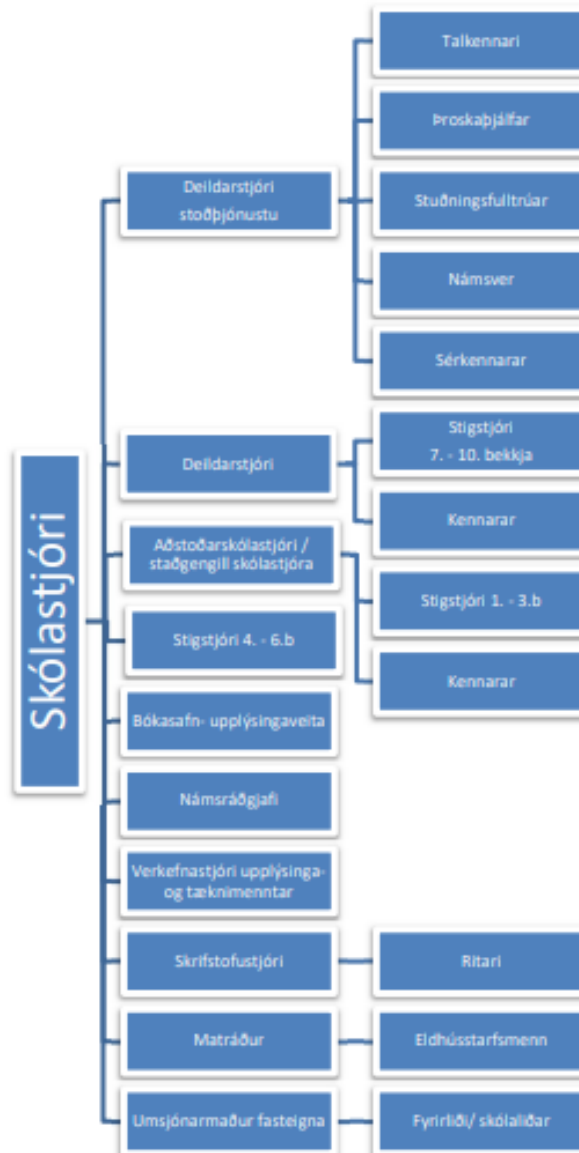 Skólastjóri
Deildarstjóri
stoðþjónustu
Talkennari
Þroskaþjálfar
Stuðningsfulltrúar
Námsver
Sérkennarar
Deildarstjóri
Stigstjóri
7. - 10. bekkja
Kennarar
Aðstoðarskólastjóri /
staðgengill skólastjóra
Stigstjóri 1. - 3.b
Kennarar
Stigstjóri 4. - 6.b
Bókasafn- upplýsingaveita
Námsráðgjafi
Verkefnastjóri upplýsinga-
og tæknimenntar
Skrifstofustjóri
Ritari
Matráður
Eldhússtarfsmenn
Umsjónarmaður fasteigna
Fyrirliði/ skólaliðar